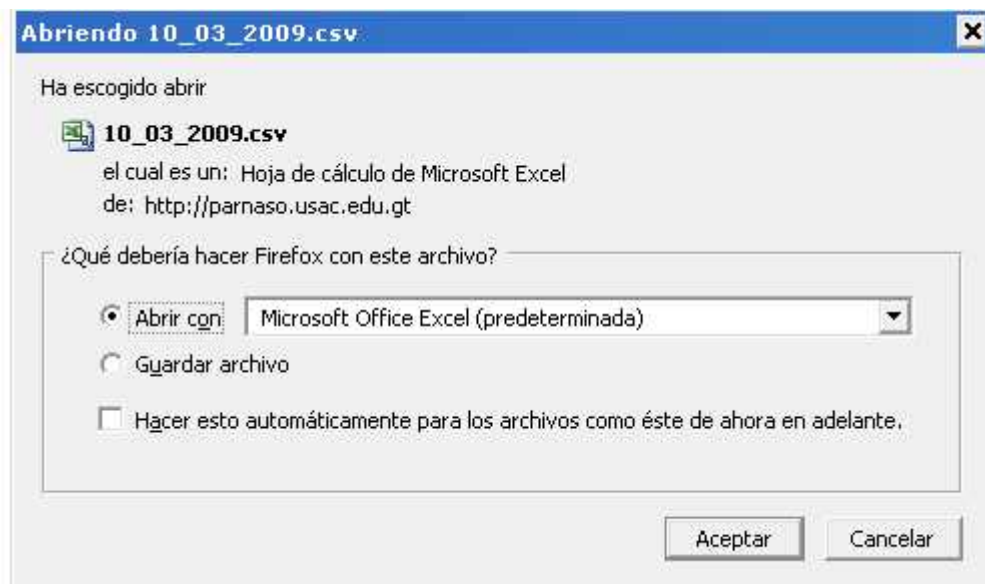 Abriendo 10_03_2009.csv
Ha escogido abrir
10_03_2009.csv
el cual es un: Hoja de cálculo de Microsoft Excel
de: http://parnaso.usac.edu.gt
¿Qué debería hacer Firefox con este archivo?
Abrir con Microsoft Office Excel (predeterminada)
Guardar archivo
Hacer esto automáticamente para los archivos como éste de ahora en adelante.
Aceptar Cancelar